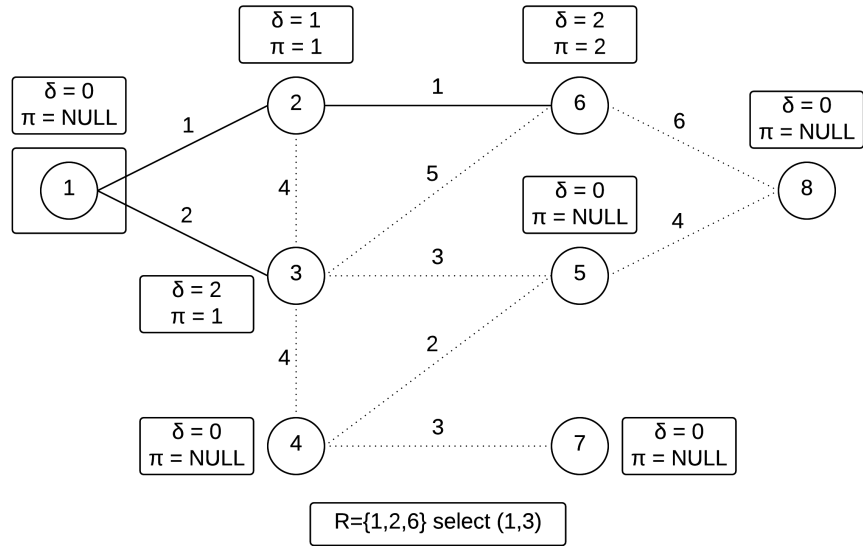 δ = 1
π = 1
δ = 2
π = 2
δ = 0
π = NULL
2
1
6
δ = 0
π = NULL
1
6
1
5
4
δ = 0
π = NULL
8
2
4
3
3
5
δ = 2
π = 1
4
2
δ = 0
π = NULL
4
3
7
δ = 0
π = NULL
R={1,2,6} select (1,3)